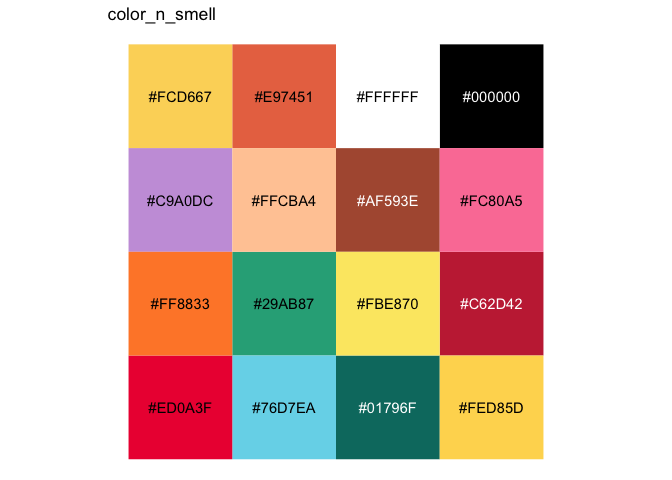 color_n_smell
#FCD667 #E97451 #FFFFFF #000000
#C9A0DC #FFCBA4 #AF593E #FC80A5
#FF8833 #29AB87 #FBE870 #C62D42
#ED0A3F #76D7EA #01796F #FED85D